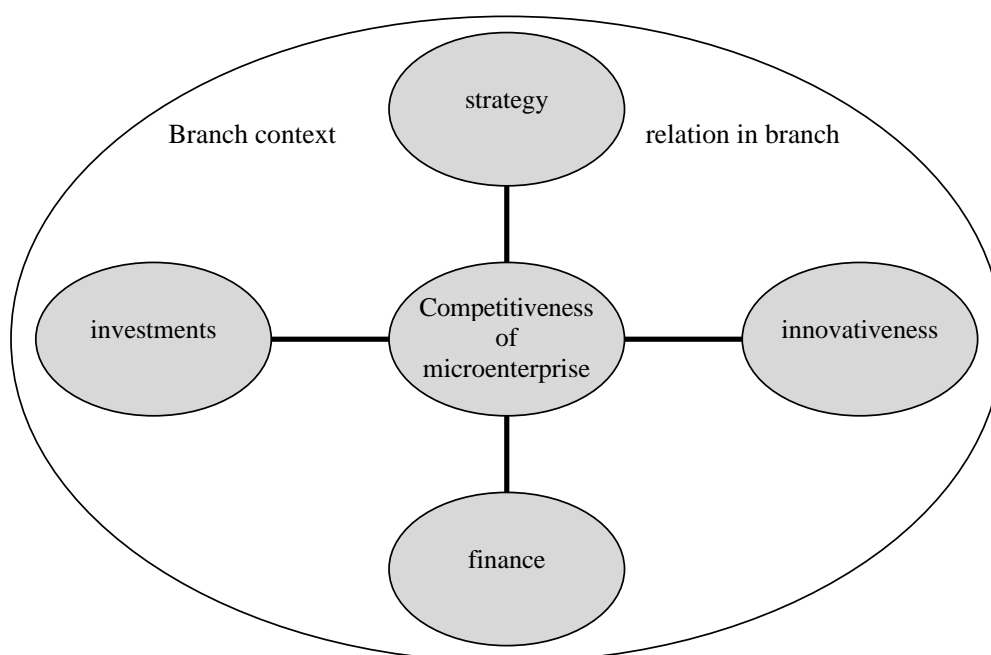 strategy
Branch context
relation in branch
investments
Competitiveness
of
microenterprise
innovativeness
finance